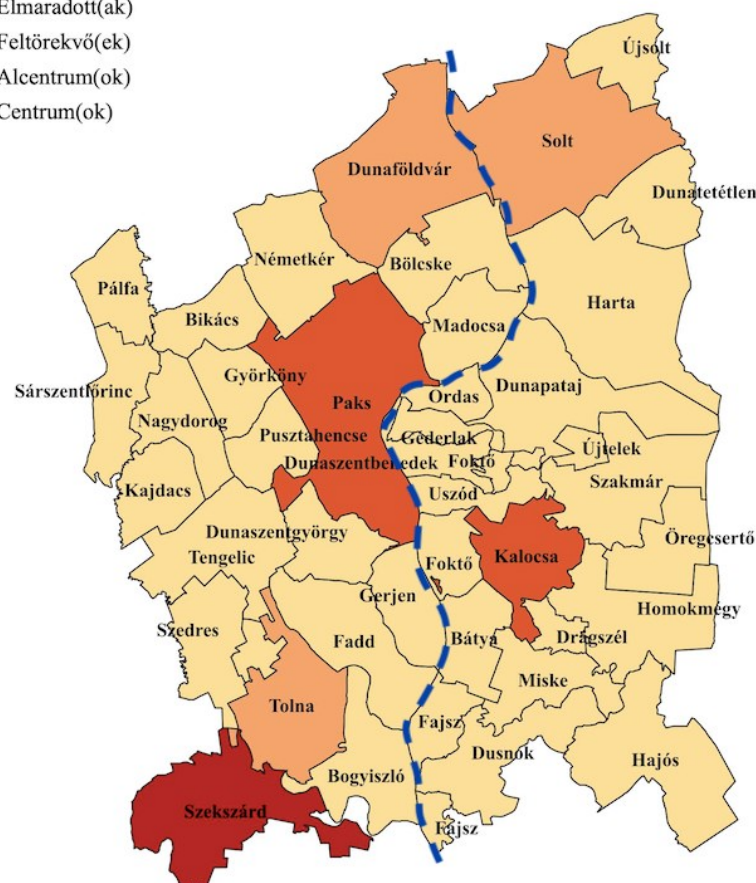 Elmaradott(ak)
Feltörekvő(ek)
Alcentrum(ok)
Centrum(ok)
Újsolt
Solt
Dunaföldvár
Dunatetétlen
Németkér
Bölcske
Pálfa
Harta
Bikács
Madocsa
Györköny
Dunapataj
Sárszentlőrinc
Ordas
Paks
Nagydorog
Pusztahencse
Géderlak
Újtelek
Dunaszentbenedek
Foktő
Szakmár
Kajdacs
Uszód
Dunaszentgyörgy
Öregcsertő
Tengelic
Foktő
Kalocsa
Gerjen
Homokmégy
Szedres
Fadd
Bátya
Drágszél
Miske
Tolna
Fajsz
Dusnok
Hajós
Bogyiszló
Szekszárd
Fajsz